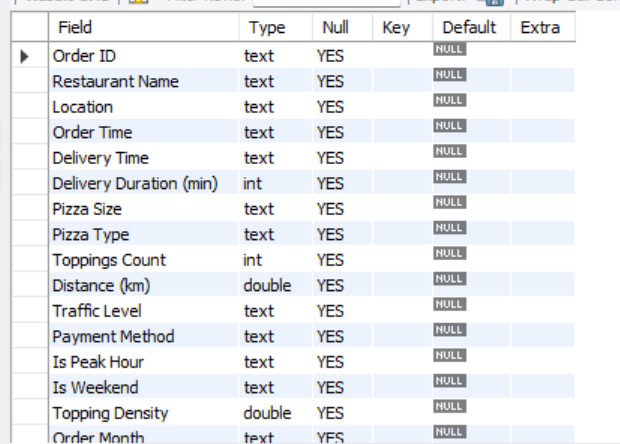 Field Type Null Key Default Extra
Order ID text YES NULL
Restaurant Name text YES NULL
Location text YES NULL
Order Time text YES NULL
Delivery Time text YES NULL
Delivery Duration (min) int YES NULL
Pizza Size text YES NULL
Pizza Type text YES NULL
Toppings Count int YES NULL
Distance (km) double YES NULL
Traffic Level text YES NULL
Payment Method text YES NULL
Is Peak Hour text YES NULL
Is Weekend text YES NULL
Topping Density double YES NULL
Order Month text YES NULL